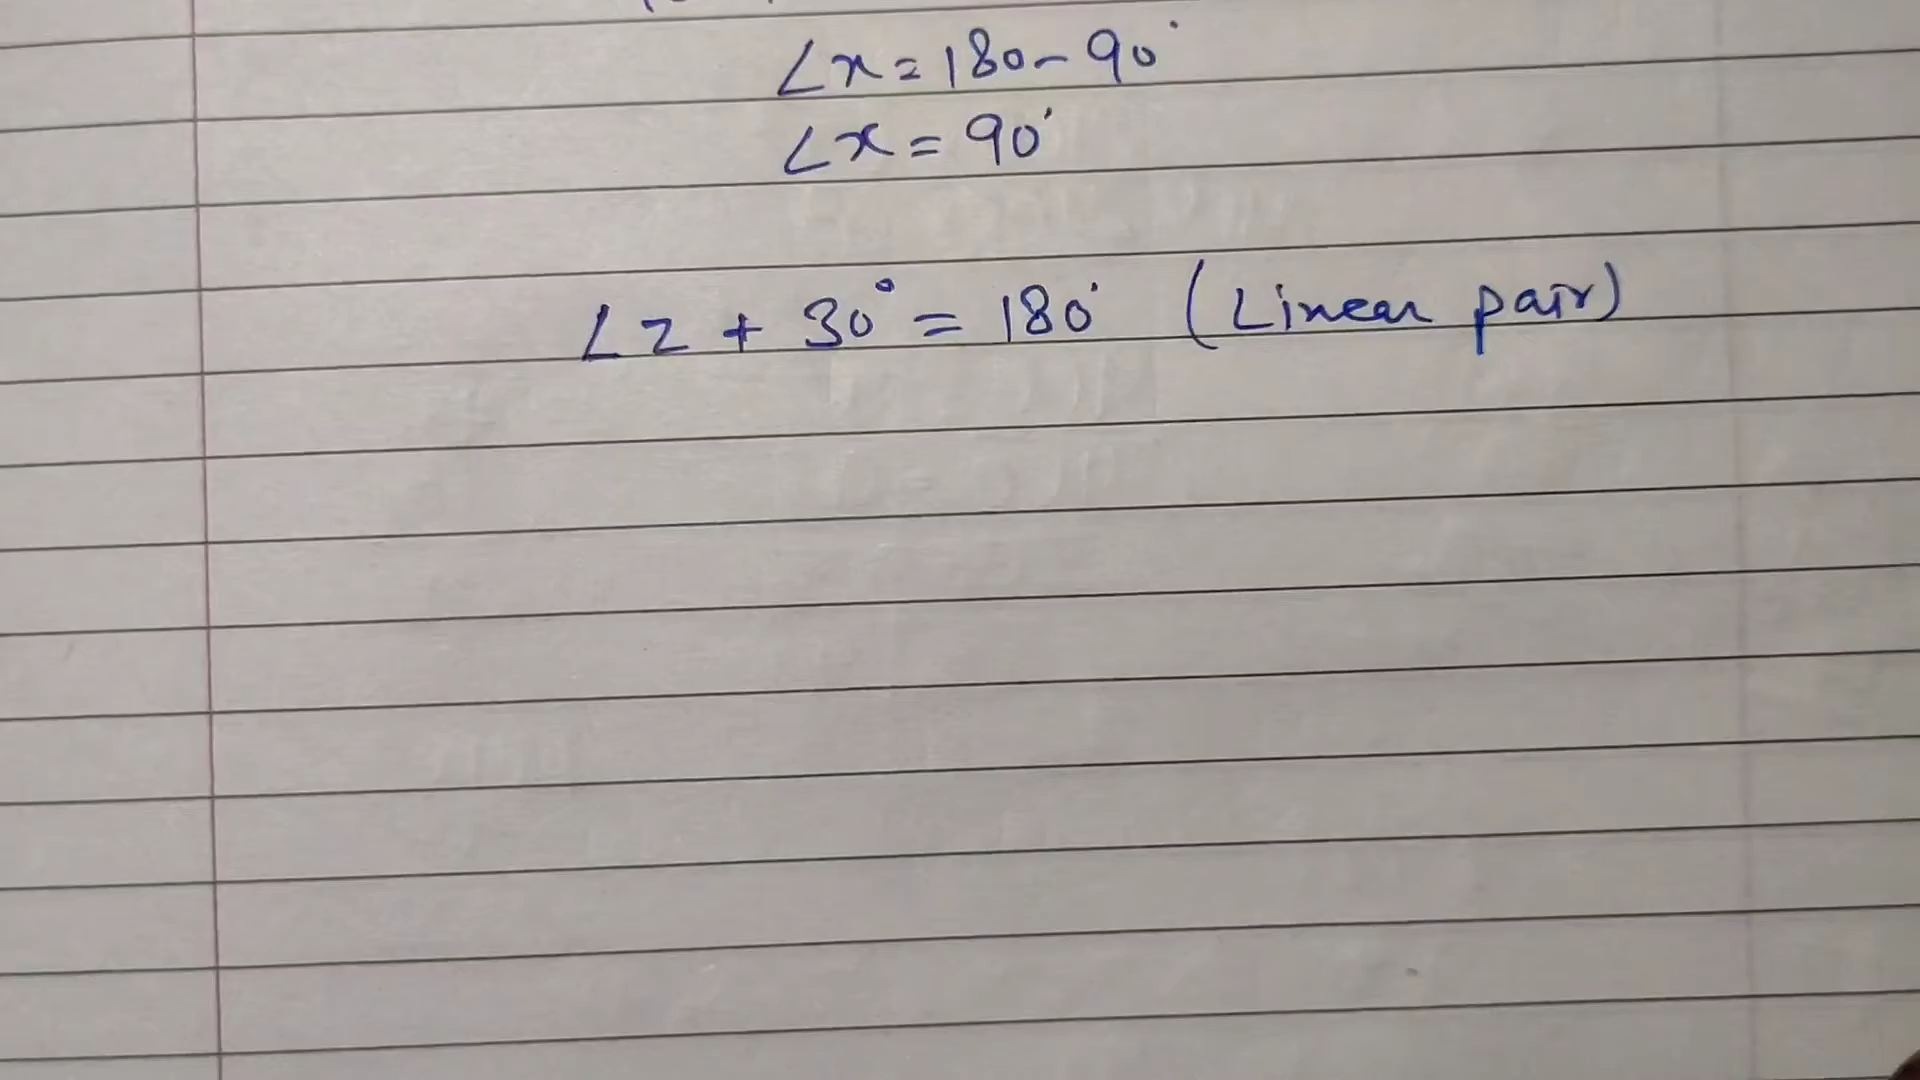 ∠x = 180 - 90°
∠x = 90°
∠z + 30° = 180° (Linear pair)